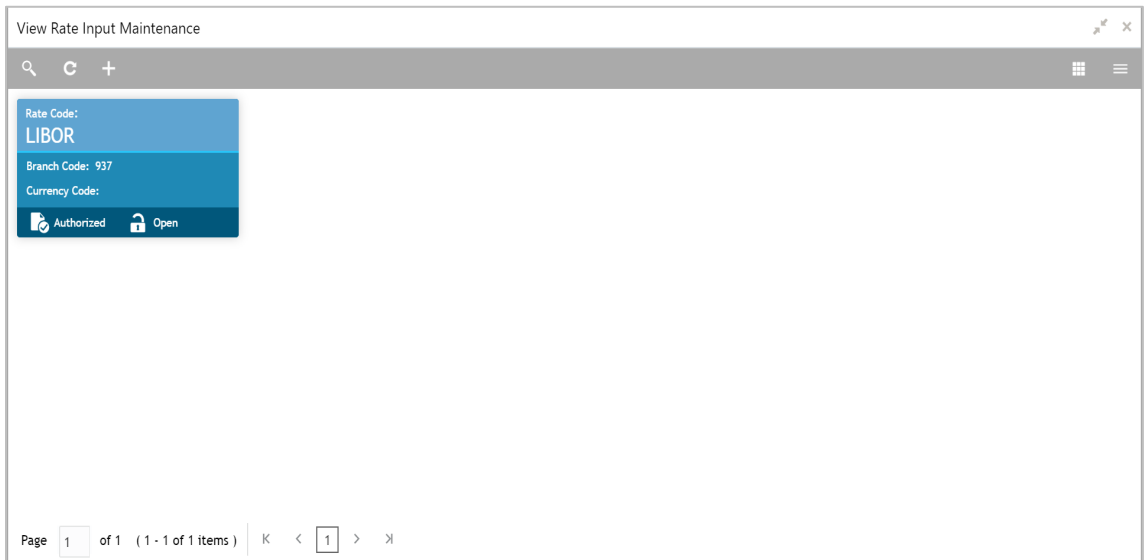 View Rate Input Maintenance
Rate Code:
LIBOR
Branch Code: 937
Currency Code:
Authorized Open
Page 1 of 1 ( 1 - 1 of 1 items ) 1